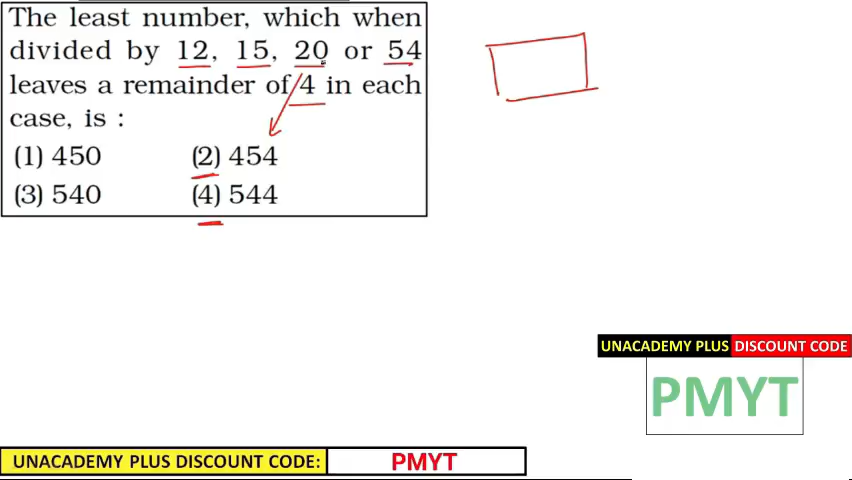 The least number, which when
divided by 12, 15, 20 or 54
leaves a remainder of 4 in each
case, is :
(1) 450 (2) 454
(3) 540 (4) 544
UNACADEMY PLUS DISCOUNT CODE
PMYT
UNACADEMY PLUS DISCOUNT CODE: PMYT